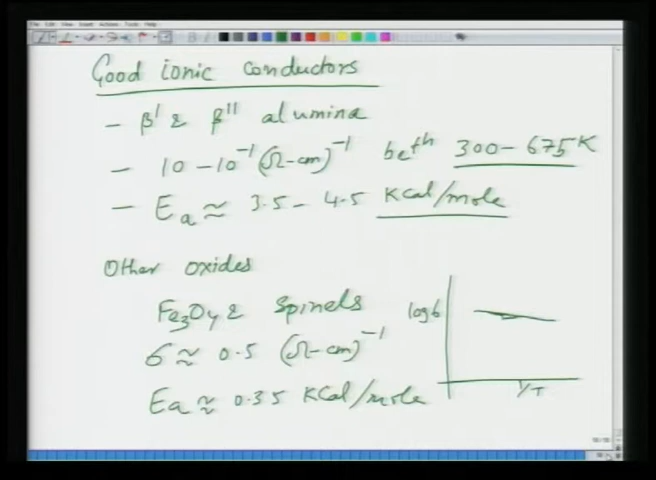 Good ionic conductors
- β' & β'' alumina
- 10 - 10⁻¹ (Ω-cm)⁻¹ betⁿ 300 - 675 K
- Ea ≈ 3.5 - 4.5 Kcal/mole
Other oxides
Fe₃O₄ & Spinels
σ ≈ 0.5 (Ω-cm)⁻¹
Ea ≈ 0.35 KCal/mole
log σ
1/T